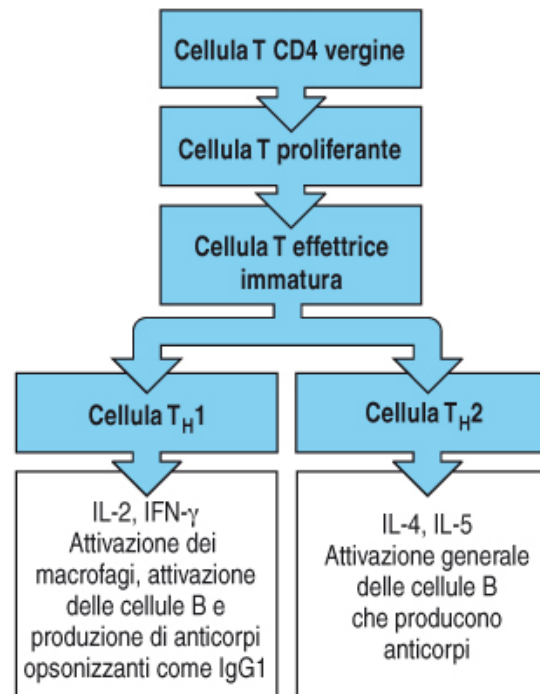 Cellula T CD4 vergine
Cellula T proliferante
Cellula T effettrice
immatura
Cellula TH1
Cellula TH2
IL-2, IFN-γ
Attivazione dei
macrofagi, attivazione
delle cellule B e
produzione di anticorpi
opsonizzanti come IgG1
IL-4, IL-5
Attivazione generale
delle cellule B
che producono
anticorpi